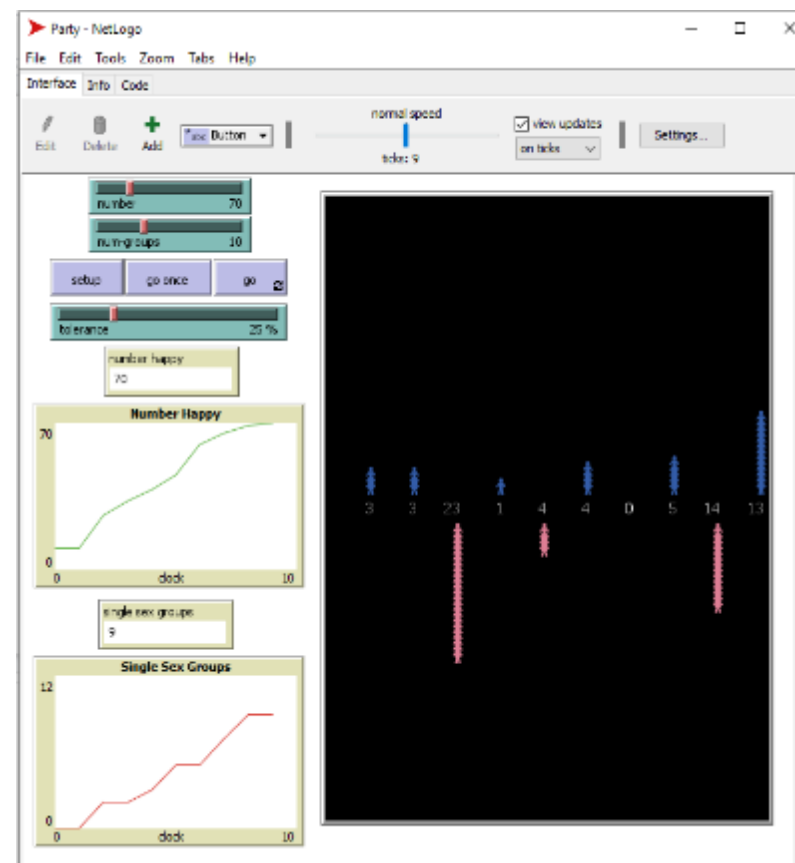 Party - NetLogo
File Edit Tools Zoom Tabs Help
Interface Info Code
Edit
Delete
Add
abc Button
normal speed
ticks: 9
view updates
on ticks
Settings...
number 70
num-groups 10
setup
go once
go
tolerance 25 %
number happy
70
Number Happy
70
0
0 clock 10
single sex groups
9
Single Sex Groups
12
0
0 clock 10
3 3 23 1 4 4 0 5 14 13